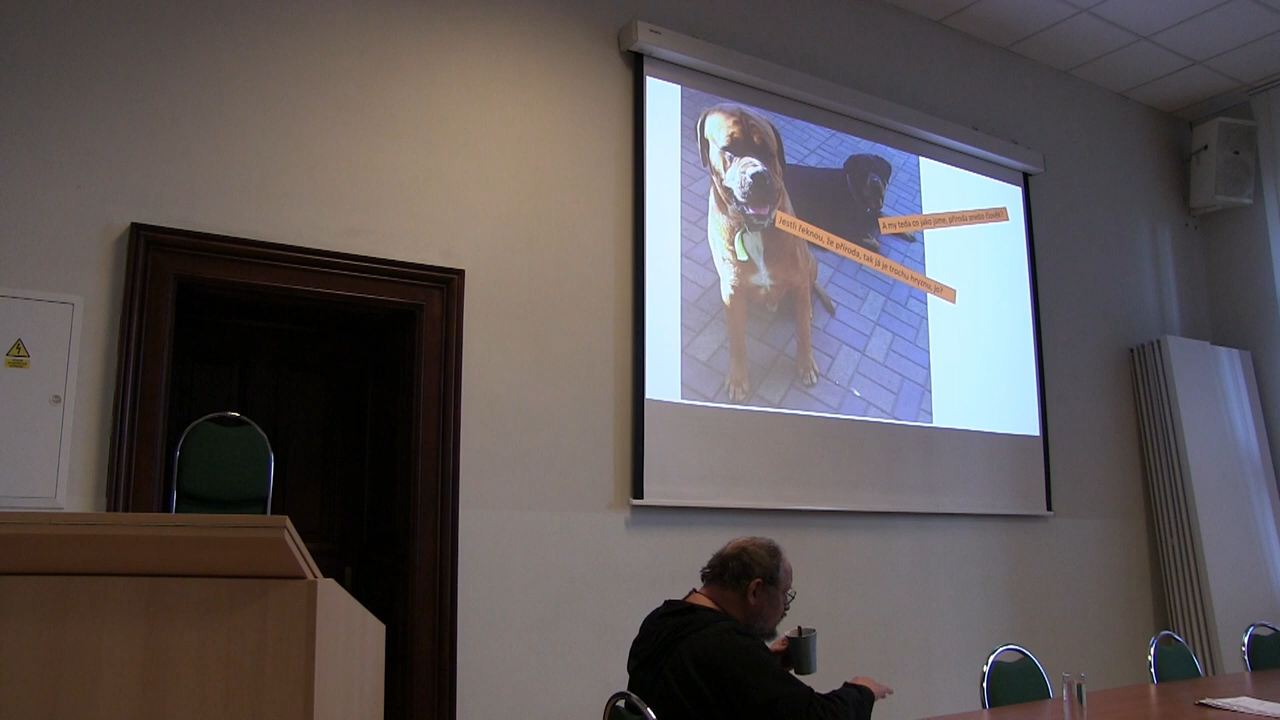 A my teda co jako jsme, příroda anebo člověk?
Jestli řeknou, že příroda, tak já je trochu hryznu, jo?